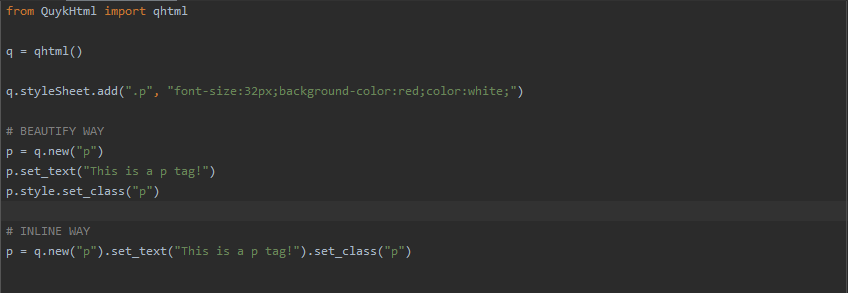 from QuykHtml import qhtml
q = qhtml()
q.styleSheet.add(".p", "font-size:32px;background-color:red;color:white;")
# BEAUTIFY WAY
p = q.new("p")
p.set_text("This is a p tag!")
p.style.set_class("p")
# INLINE WAY
p = q.new("p").set_text("This is a p tag!").set_class("p")